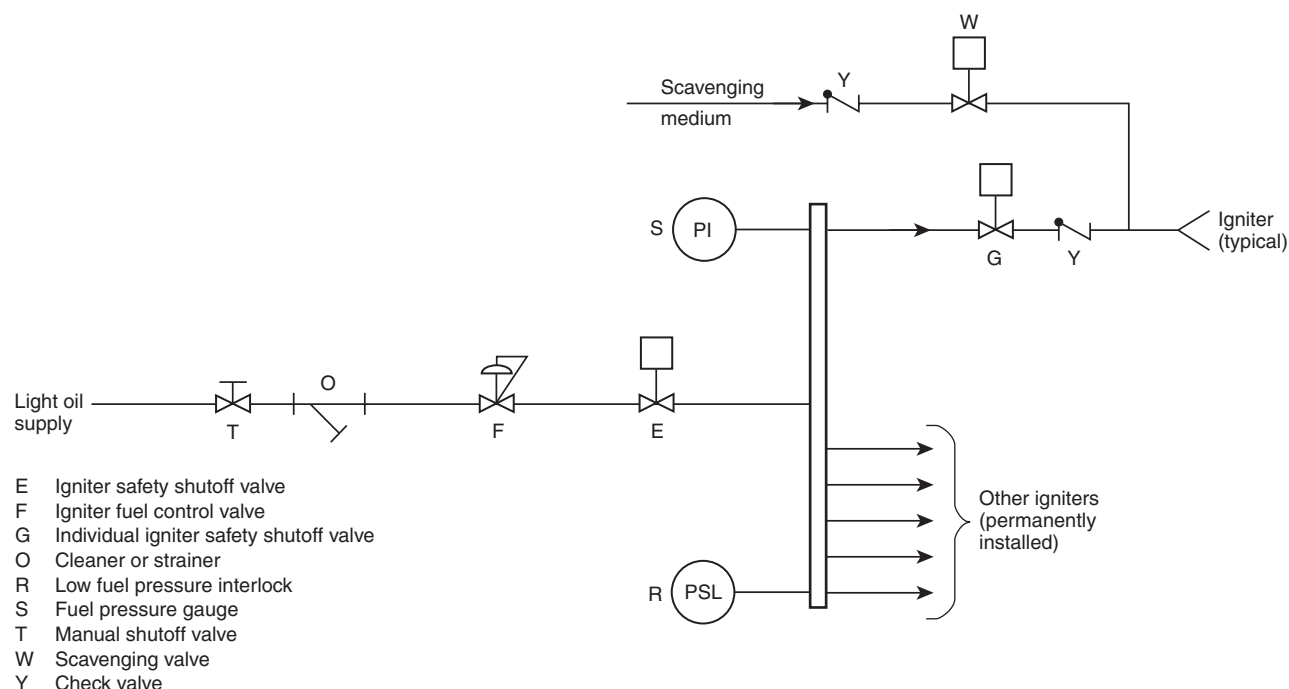 W
Y
Scavenging
medium
S
PI
G
Y
Igniter
(typical)
Light oil
supply
T
O
F
E
Other igniters
(permanently
installed)
R
PSL
E Igniter safety shutoff valve
F Igniter fuel control valve
G Individual igniter safety shutoff valve
O Cleaner or strainer
R Low fuel pressure interlock
S Fuel pressure gauge
T Manual shutoff valve
W Scavenging valve
Y Check valve